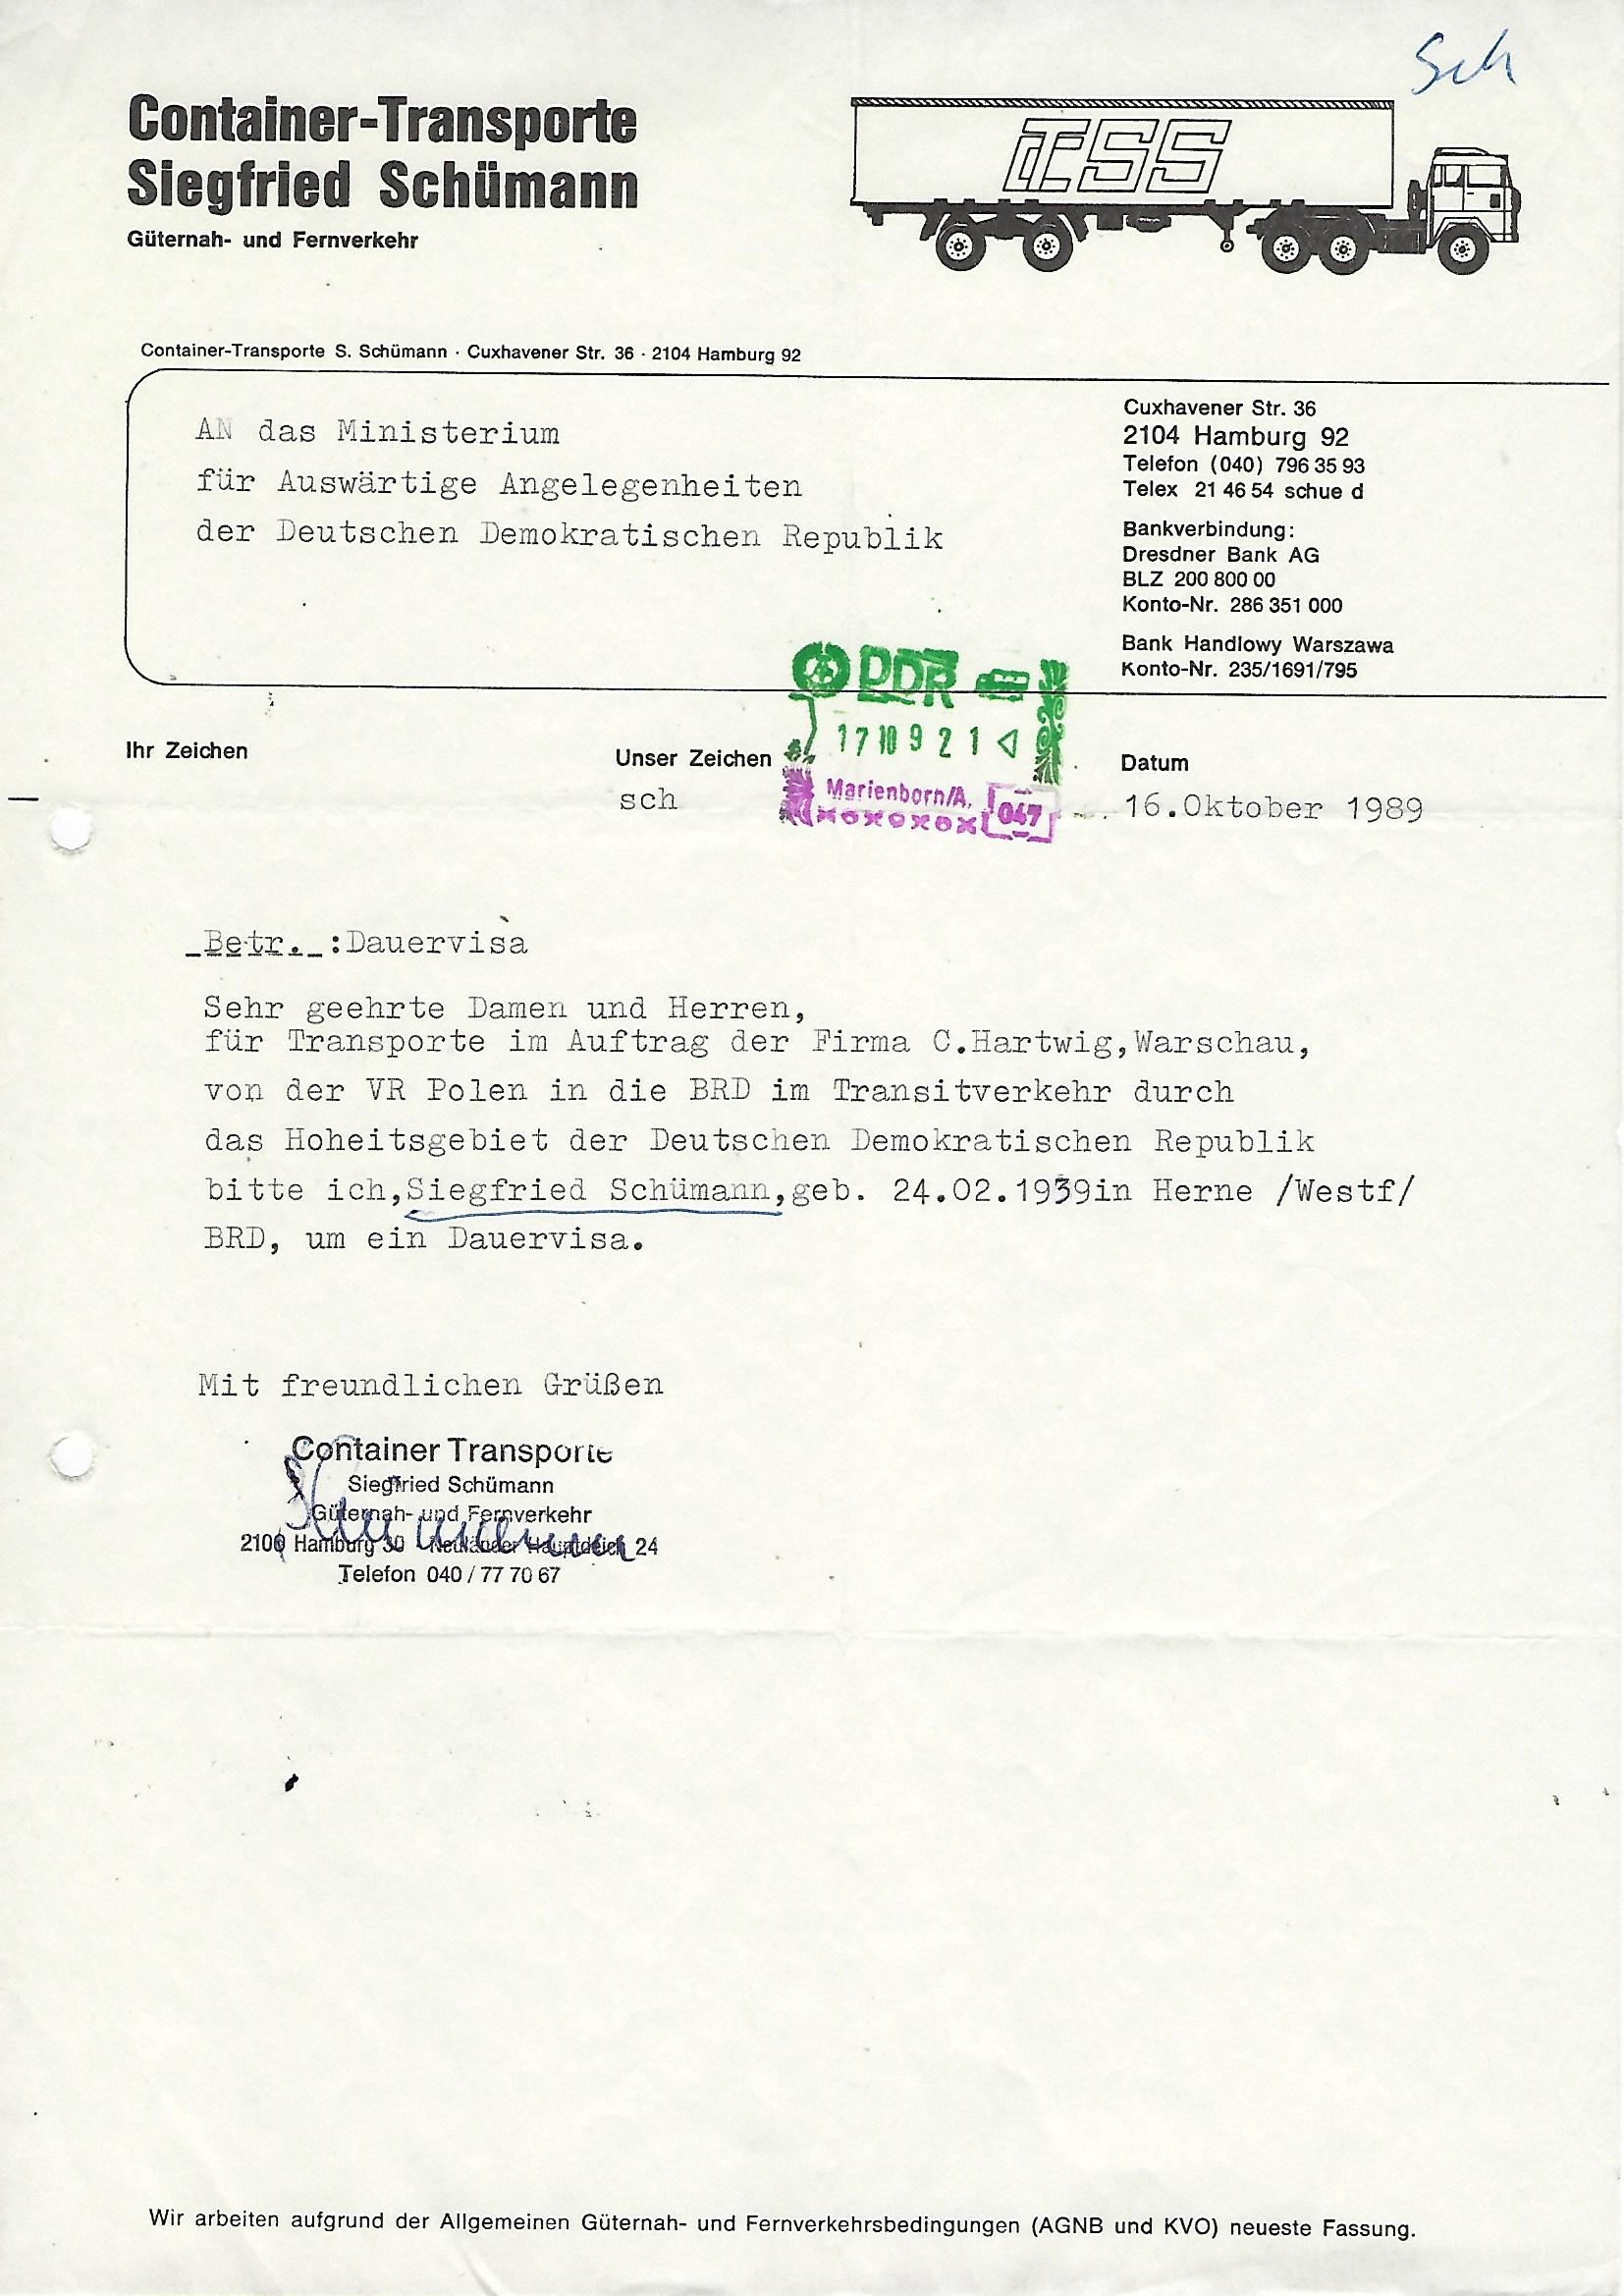 Sch
Container-Transporte
Siegfried Schümann
Güternah- und Fernverkehr
CTSS
Container-Transporte S. Schümann · Cuxhavener Str. 36 · 2104 Hamburg 92
AN das Ministerium
für Auswärtige Angelegenheiten
der Deutschen Demokratischen Republik
Cuxhavener Str. 36
2104 Hamburg 92
Telefon (040) 796 35 93
Telex 21 46 54 schue d
Bankverbindung:
Dresdner Bank AG
BLZ 200 800 00
Konto-Nr. 286 351 000
Bank Handlowy Warszawa
Konto-Nr. 235/1691/795
DDR
17 10 9 2 1
Marienborn/A.
047
Ihr Zeichen
Unser Zeichen
sch
Datum
16.Oktober 1989
Betr. :Dauervisa
Sehr geehrte Damen und Herren,
für Transporte im Auftrag der Firma C.Hartwig,Warschau,
von der VR Polen in die BRD im Transitverkehr durch
das Hoheitsgebiet der Deutschen Demokratischen Republik
bitte ich,Siegfried Schümann,geb. 24.02.1939in Herne /Westf/
BRD, um ein Dauervisa.
Mit freundlichen Grüßen
Container Transporte
Siegfried Schümann
Güternah- und Fernverkehr
2100 Hamburg 90 Neuländer Hauptdeich 24
Telefon 040 / 77 70 67
Schümann
Wir arbeiten aufgrund der Allgemeinen Güternah- und Fernverkehrsbedingungen (AGNB und KVO) neueste Fassung.